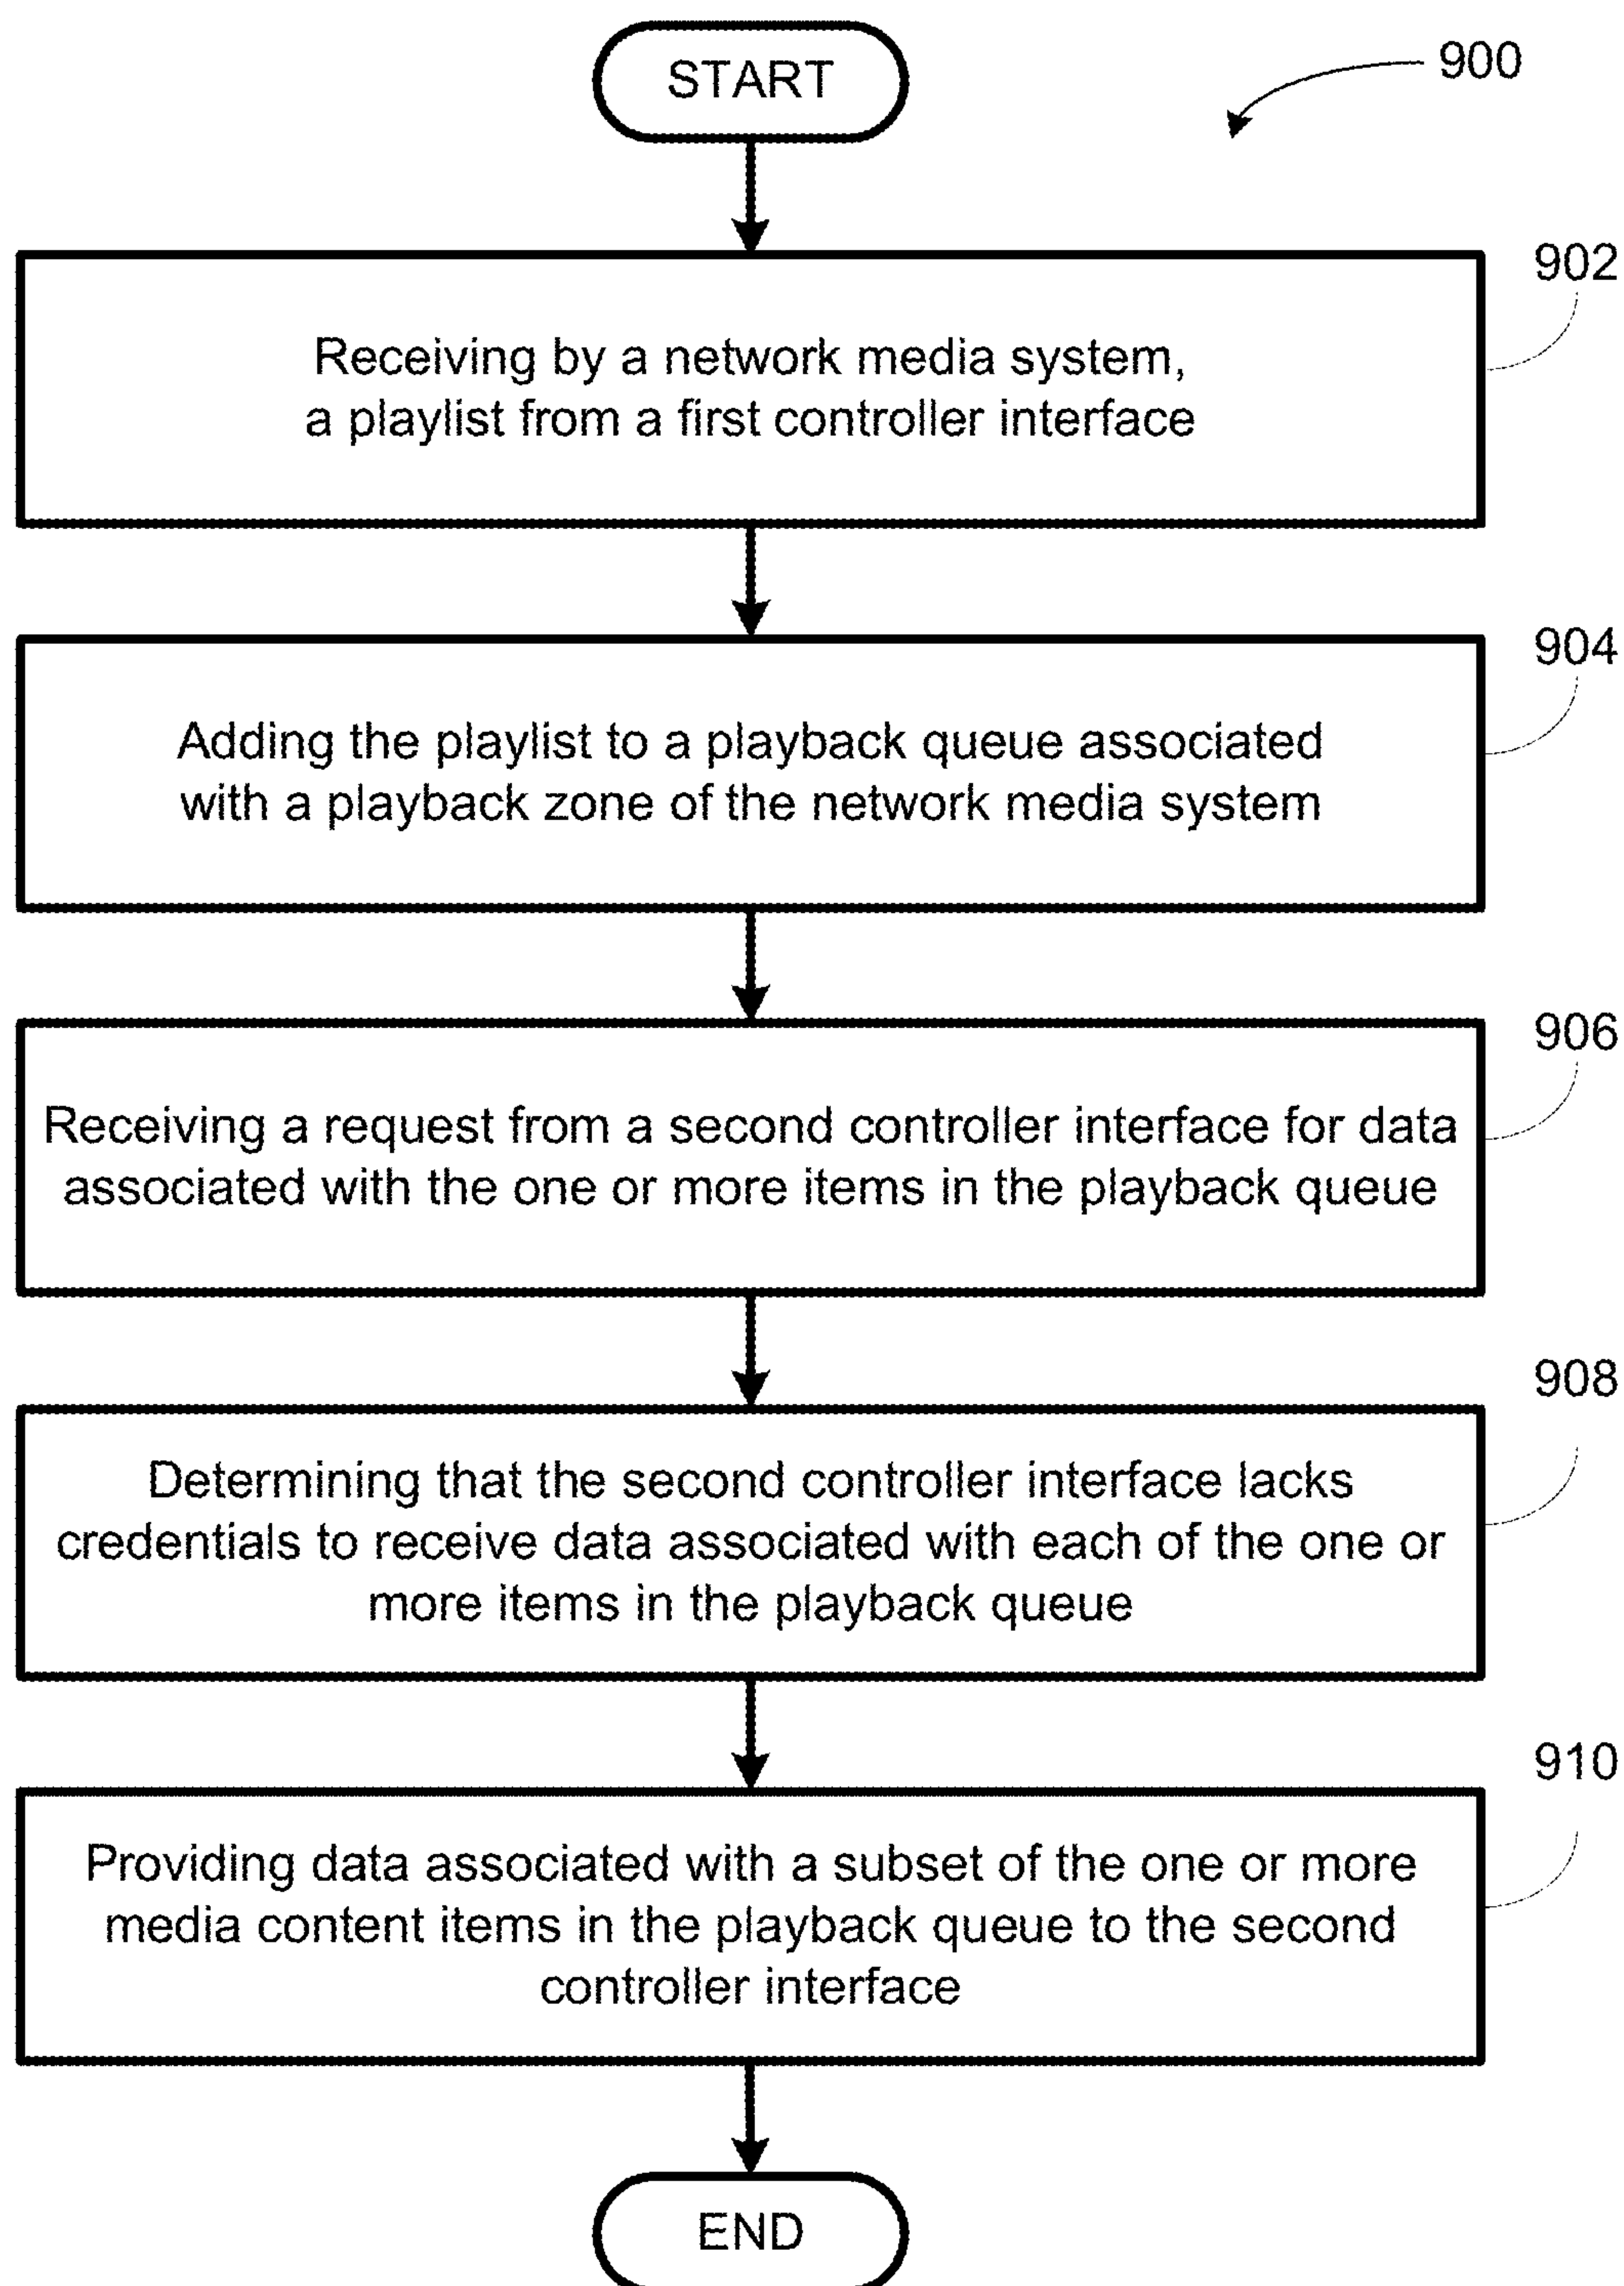 START
900
902
Receiving by a network media system,
a playlist from a first controller interface
904
Adding the playlist to a playback queue associated
with a playback zone of the network media system
906
Receiving a request from a second controller interface for data
associated with the one or more items in the playback queue
908
Determining that the second controller interface lacks
credentials to receive data associated with each of the one or
more items in the playback queue
910
Providing data associated with a subset of the one or more
media content items in the playback queue to the second
controller interface
END